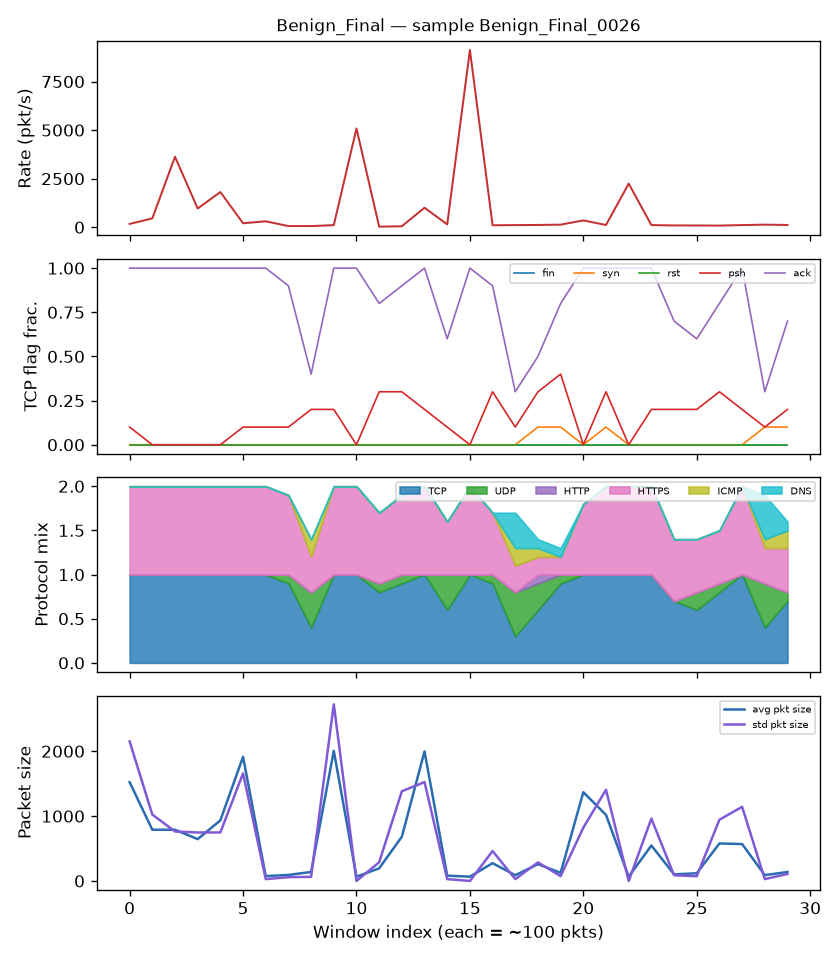 Benign_Final — sample Benign_Final_0026
Rate (pkt/s)
7500
5000
2500
0
TCP flag frac.
1.00
0.75
0.50
0.25
0.00
fin syn rst psh ack
Protocol mix
2.0
1.5
1.0
0.5
0.0
TCP UDP HTTP HTTPS ICMP DNS
Packet size
2000
1000
0
avg pkt size
std pkt size
0 5 10 15 20 25 30
Window index (each = ~100 pkts)